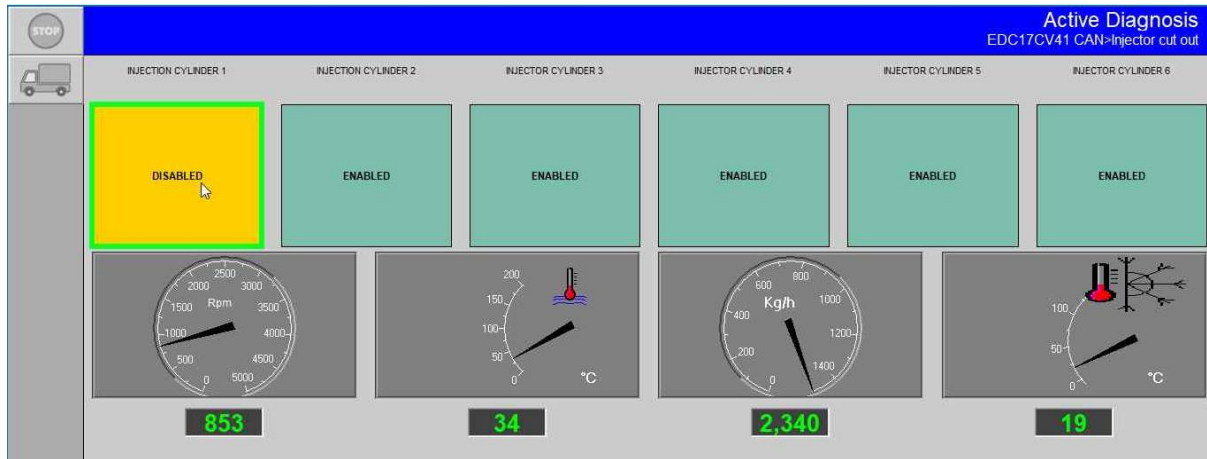 STOP
Active Diagnosis
EDC17CV41 CAN>Injector cut out
INJECTION CYLINDER 1
INJECTION CYLINDER 2
INJECTOR CYLINDER 3
INJECTOR CYLINDER 4
INJECTOR CYLINDER 5
INJECTOR CYLINDER 6
DISABLED
ENABLED
ENABLED
ENABLED
ENABLED
ENABLED
Rpm
0
500
1000
1500
2000
2500
3000
3500
4000
4500
5000
853
0
50
100
150
200
°C
34
Kg/h
0
200
400
600
800
1000
1200
1400
2,340
0
50
100
°C
19